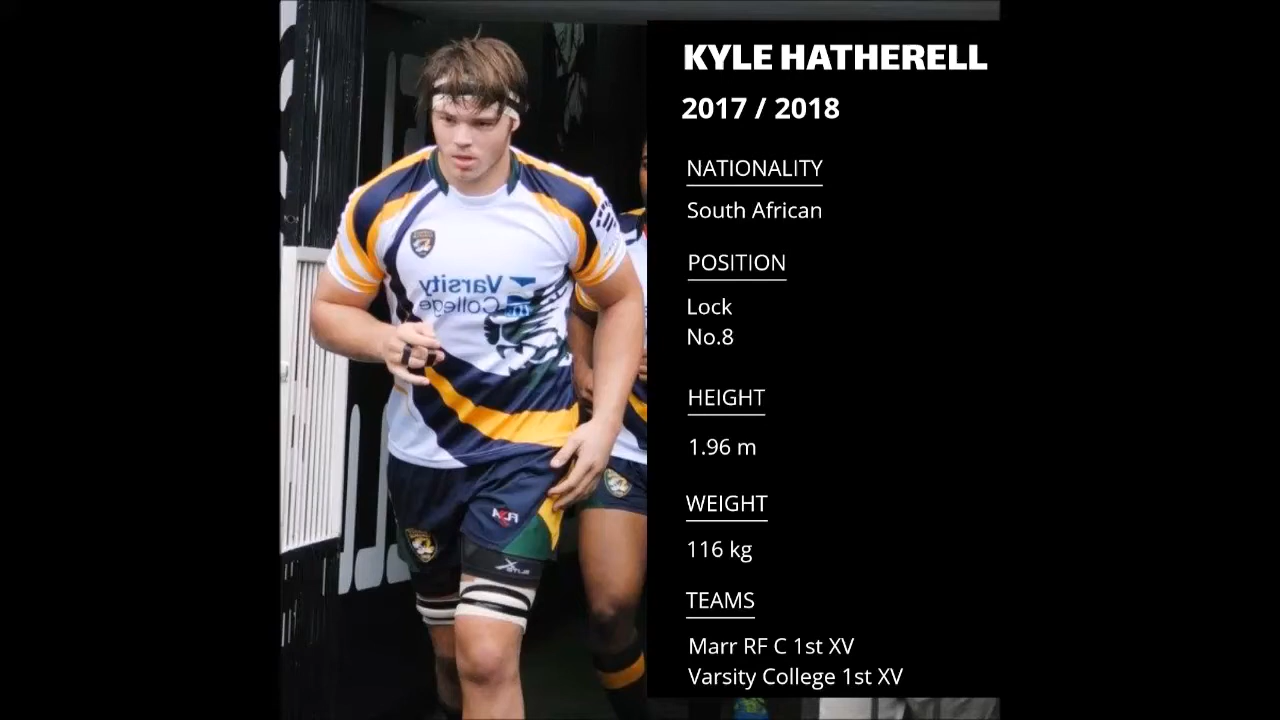 KYLE HATHERELL
2017 / 2018
NATIONALITY
South African
POSITION
Lock
No.8
HEIGHT
1.96 m
WEIGHT
116 kg
TEAMS
Marr RF C 1st XV
Varsity College 1st XV
Varsity
College